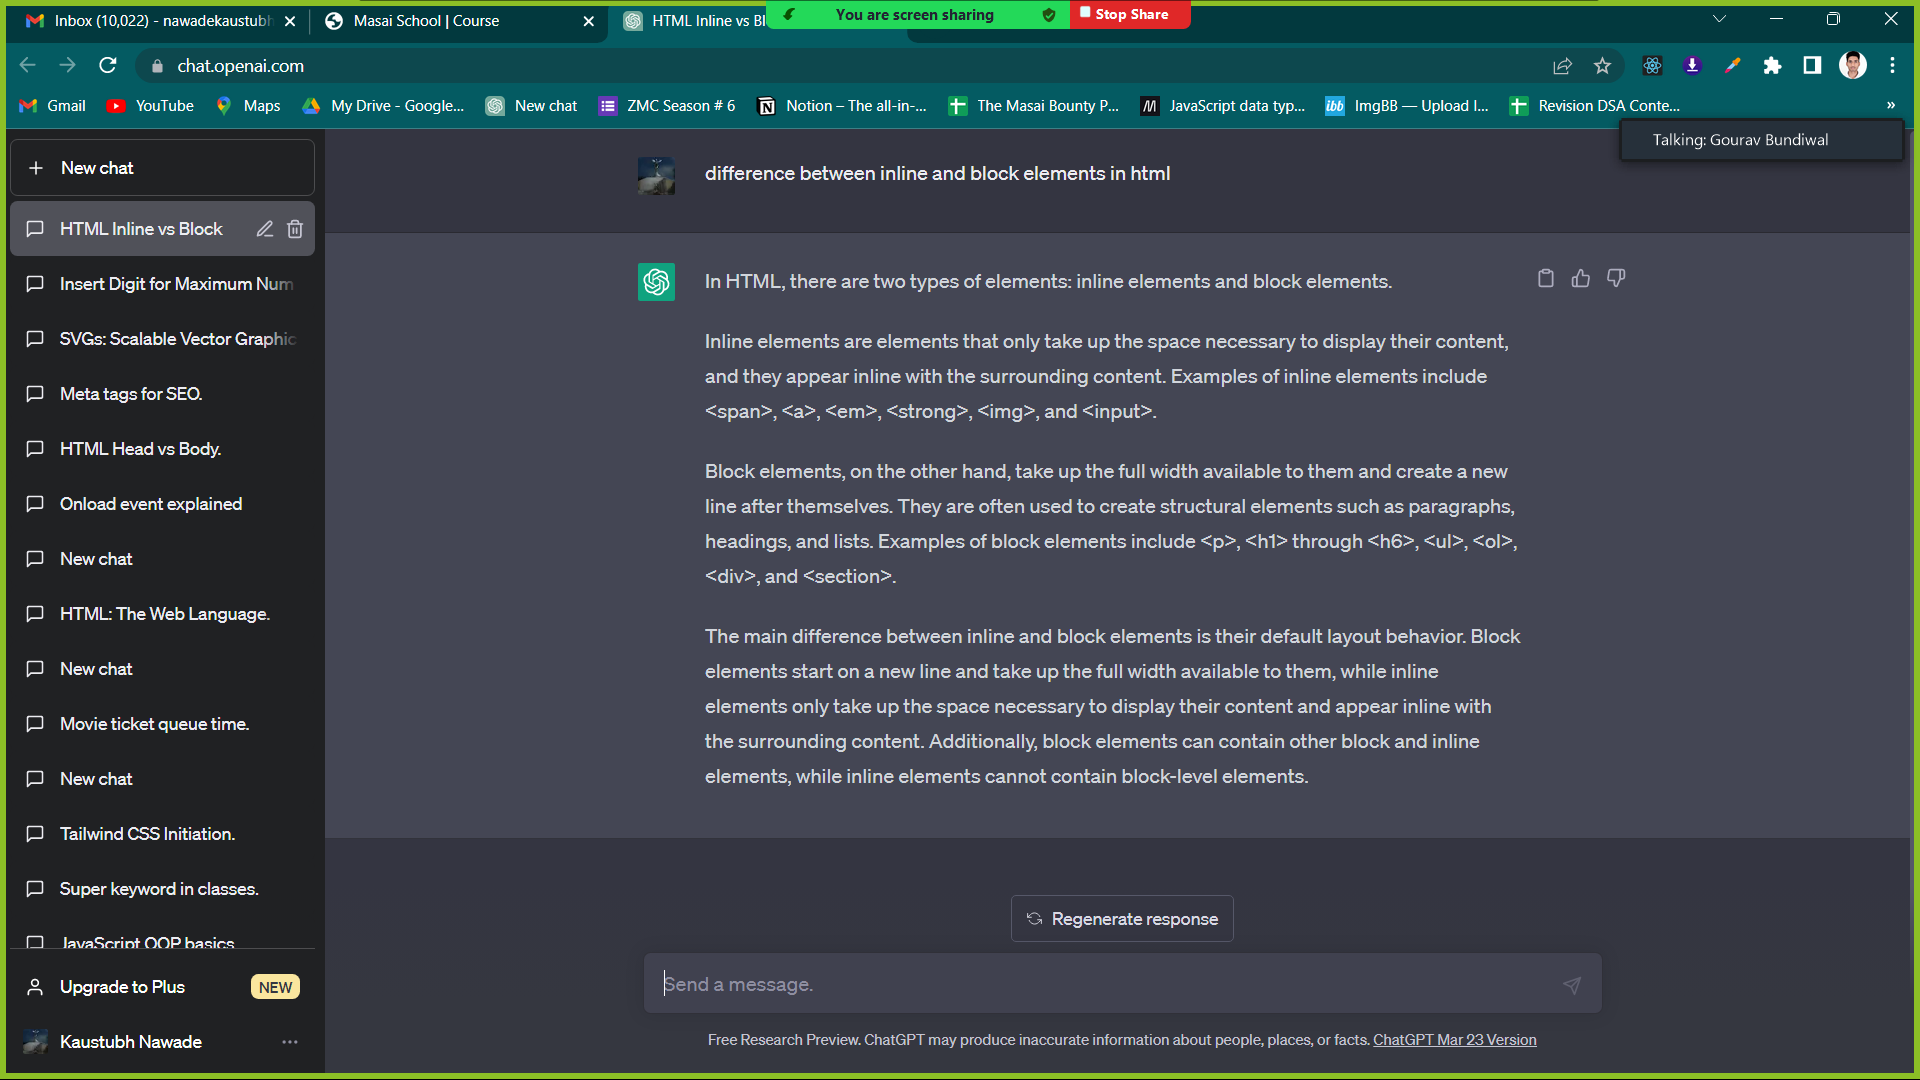 Inbox (10,022) - nawadekaustubh
Masai School | Course
HTML Inline vs Bl
You are screen sharing
Stop Share
chat.openai.com
Gmail
YouTube
Maps
My Drive - Google...
New chat
ZMC Season # 6
Notion – The all-in-...
The Masai Bounty P...
JavaScript data typ...
ibb
ImgBB — Upload I...
Revision DSA Conte...
»
Talking: Gourav Bundiwal
+ New chat
HTML Inline vs Block
Insert Digit for Maximum Num
SVGs: Scalable Vector Graphic
Meta tags for SEO.
HTML Head vs Body.
Onload event explained
New chat
HTML: The Web Language.
New chat
Movie ticket queue time.
New chat
Tailwind CSS Initiation.
Super keyword in classes.
JavaScript OOP basics
Upgrade to Plus
NEW
Kaustubh Nawade
difference between inline and block elements in html
In HTML, there are two types of elements: inline elements and block elements.
Inline elements are elements that only take up the space necessary to display their content,
and they appear inline with the surrounding content. Examples of inline elements include
<span>, <a>, <em>, <strong>, <img>, and <input>.
Block elements, on the other hand, take up the full width available to them and create a new
line after themselves. They are often used to create structural elements such as paragraphs,
headings, and lists. Examples of block elements include <p>, <h1> through <h6>, <ul>, <ol>,
<div>, and <section>.
The main difference between inline and block elements is their default layout behavior. Block
elements start on a new line and take up the full width available to them, while inline
elements only take up the space necessary to display their content and appear inline with
the surrounding content. Additionally, block elements can contain other block and inline
elements, while inline elements cannot contain block-level elements.
Regenerate response
Send a message.
Free Research Preview. ChatGPT may produce inaccurate information about people, places, or facts. ChatGPT Mar 23 Version